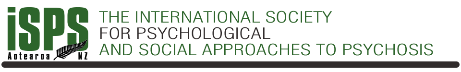 iSPS
Aotearoa NZ
THE INTERNATIONAL SOCIETY
FOR PSYCHOLOGICAL
AND SOCIAL APPROACHES TO PSYCHOSIS